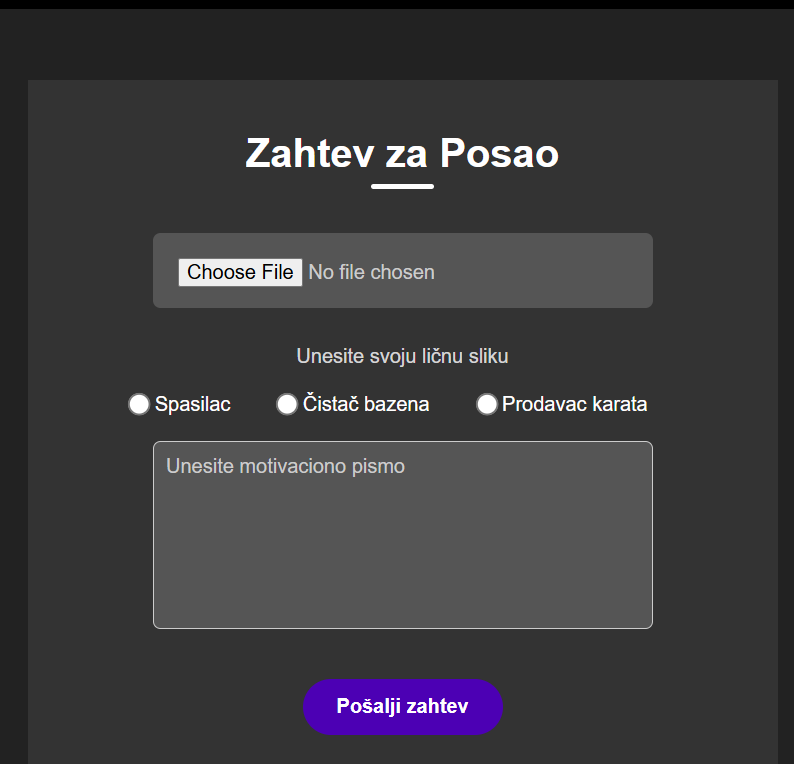 Zahtev za Posao
Choose File No file chosen
Unesite svoju ličnu sliku
Spasilac Čistač bazena Prodavac karata
Unesite motivaciono pismo
Pošalji zahtev